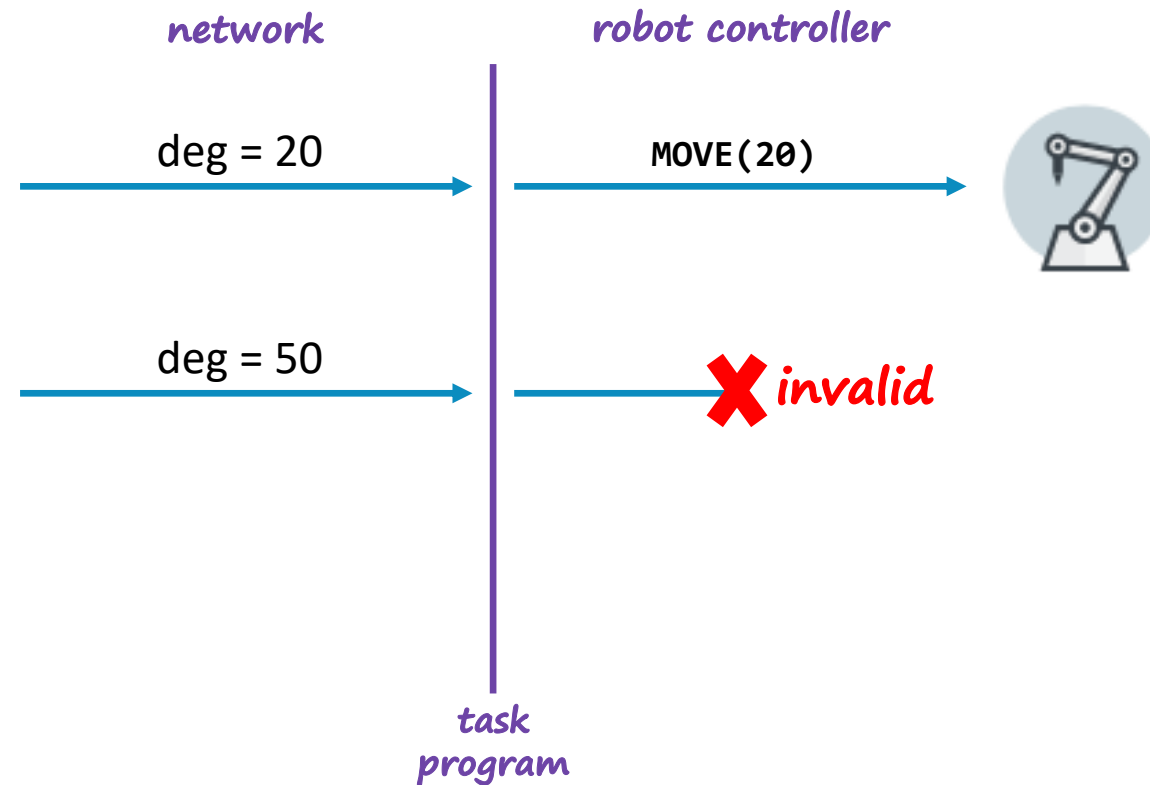 network
robot controller
deg = 20
MOVE(20)
deg = 50
invalid
task
program